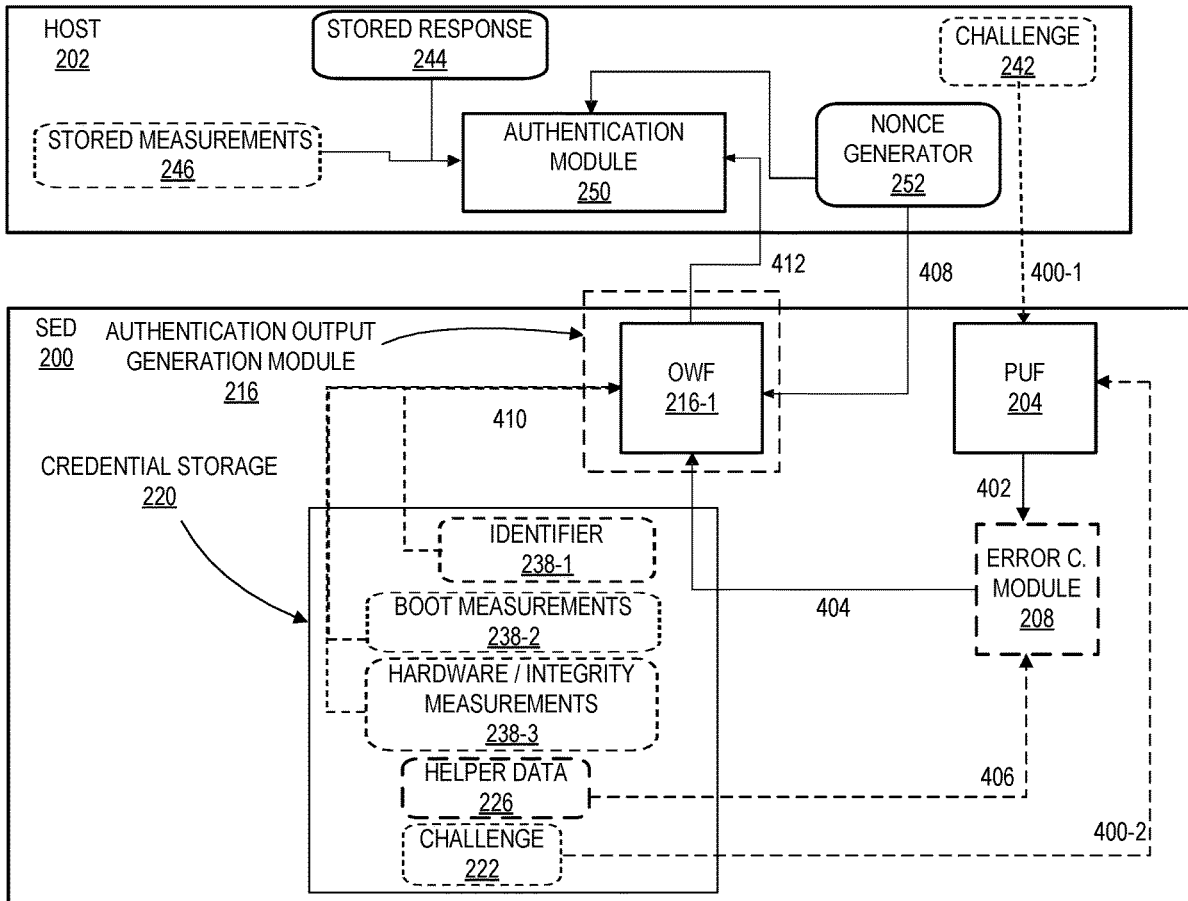 HOST
202
STORED RESPONSE
244
CHALLENGE
242
STORED MEASUREMENTS
246
AUTHENTICATION
MODULE
250
NONCE
GENERATOR
252
412
408
400-1
SED
200
AUTHENTICATION OUTPUT
GENERATION MODULE
216
OWF
216-1
PUF
204
410
CREDENTIAL STORAGE
220
402
IDENTIFIER
238-1
ERROR C.
MODULE
208
404
BOOT MEASUREMENTS
238-2
HARDWARE / INTEGRITY
MEASUREMENTS
238-3
HELPER DATA
226
406
CHALLENGE
222
400-2